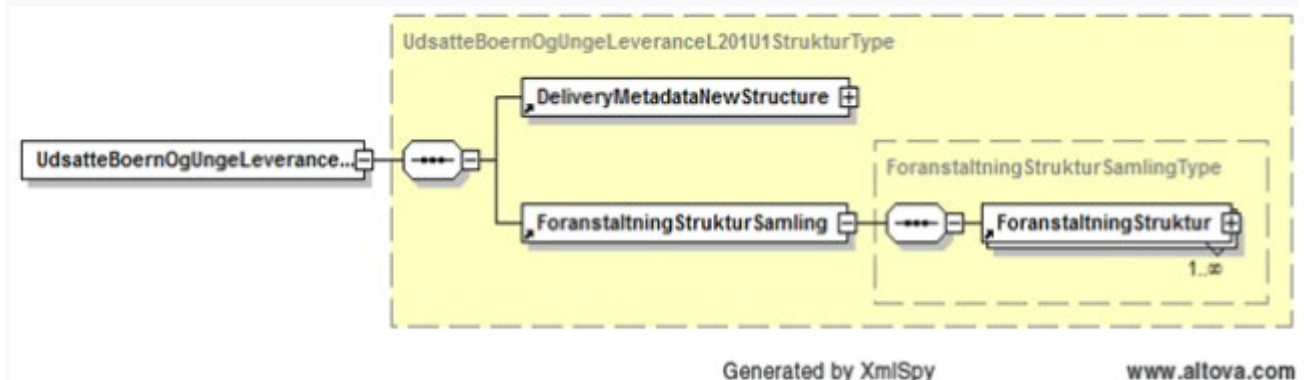 UdsatteBoernOgUngeLeveranceL201U1StrukturType
DeliveryMetadataNewStructure
UdsatteBoernOgUngeLeverance...
ForanstaltningStrukturSamlingType
ForanstaltningStrukturSamling
ForanstaltningStruktur
1..∞
Generated by XmlSpy
www.altova.com